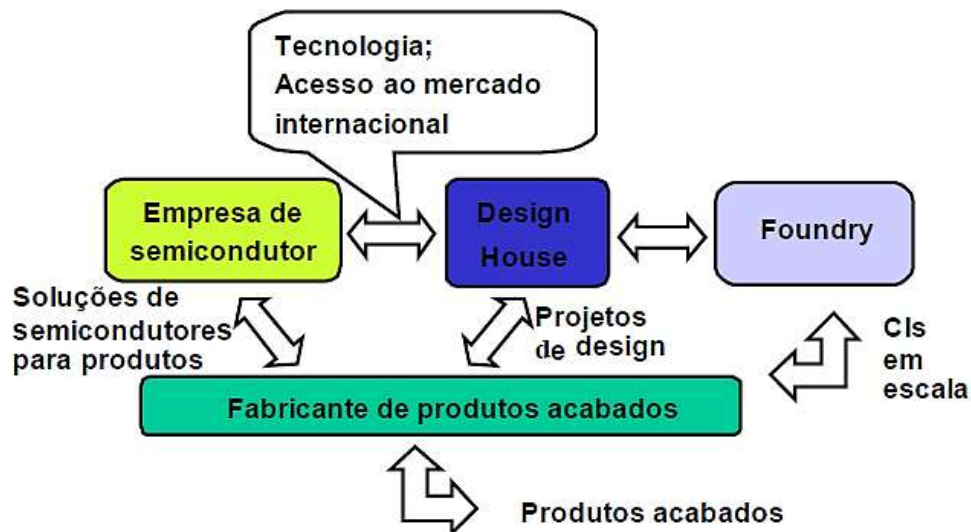 Tecnologia;
Acesso ao mercado
internacional
Empresa de
semicondutor
Design
House
Foundry
Soluções de
semicondutores
para produtos
Projetos
de design
CIs
em
escala
Fabricante de produtos acabados
Produtos acabados